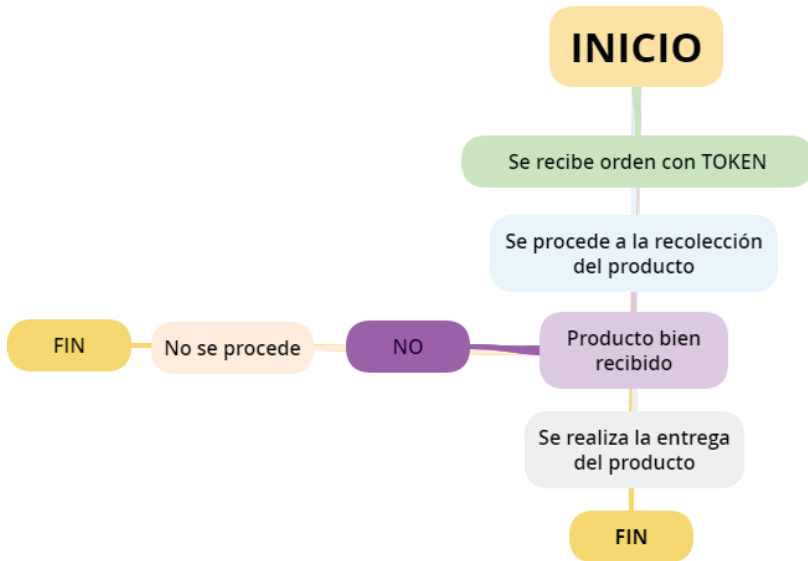 INICIO
Se recibe orden con TOKEN
Se procede a la recolección
del producto
Producto bien
recibido
NO
No se procede
FIN
Se realiza la entrega
del producto
FIN